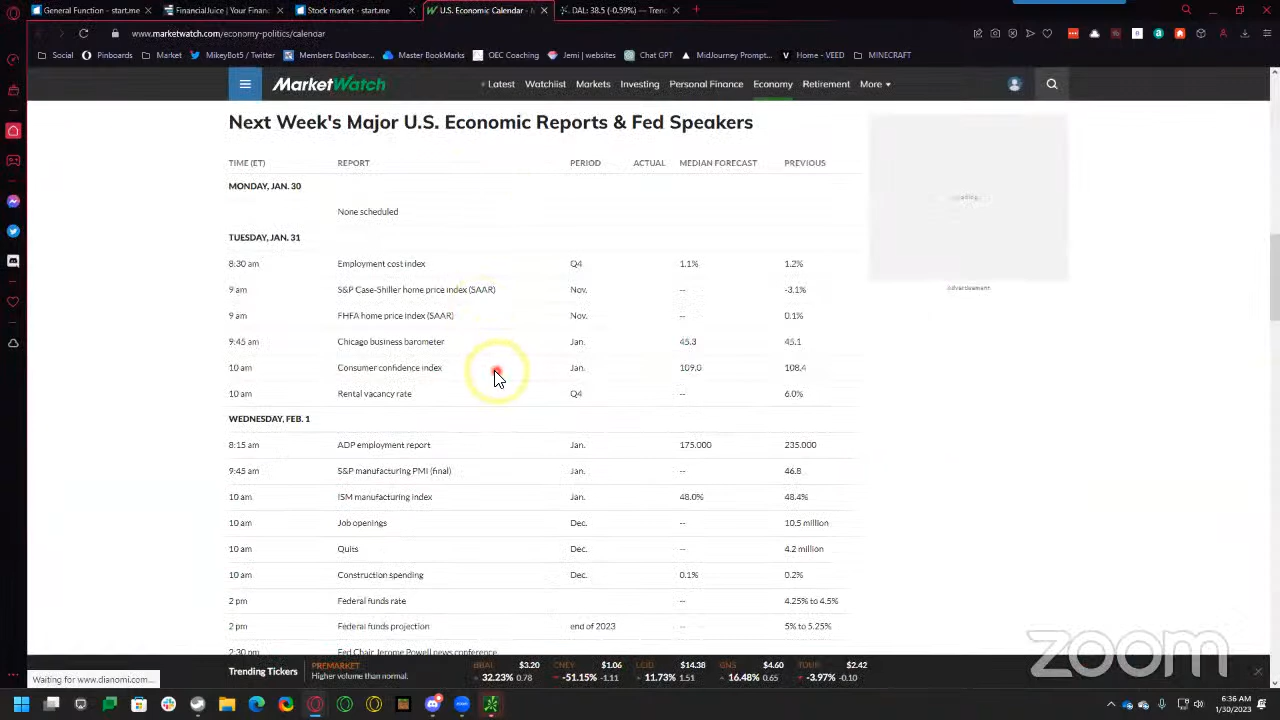 General Function - start.me
FinancialJuice | Your Finan
Stock market - start.me
U.S. Economic Calendar - M
DAL: 38.5 (-0.59%) — Tren
www.marketwatch.com/economy-politics/calendar
Social
Pinboards
Market
MikeyBot5 / Twitter
Members Dashboar...
Master BookMarks
OEC Coaching
Jemi | websites
Chat GPT
MidJourney Prompt...
Home - VEED
MINECRAFT
MarketWatch
Latest Watchlist Markets Investing Personal Finance Economy Retirement More
Next Week's Major U.S. Economic Reports & Fed Speakers
TIME (ET) REPORT PERIOD ACTUAL MEDIAN FORECAST PREVIOUS
MONDAY, JAN. 30
None scheduled
TUESDAY, JAN. 31
8:30 am Employment cost index Q4 1.1% 1.2%
9 am S&P Case-Shiller home price index (SAAR) Nov. -- -3.1%
9 am FHFA home price index (SAAR) Nov. -- 0.1%
9:45 am Chicago business barometer Jan. 45.3 45.1
10 am Consumer confidence index Jan. 109.0 108.4
10 am Rental vacancy rate Q4 -- 6.0%
Advertisement
WEDNESDAY, FEB. 1
8:15 am ADP employment report Jan. 175.000 235.000
9:45 am S&P manufacturing PMI (final) Jan. -- 46.8
10 am ISM manufacturing index Jan. 48.0% 48.4%
10 am Job openings Dec. -- 10.5 million
10 am Quits Dec. -- 4.2 million
10 am Construction spending Dec. 0.1% 0.2%
2 pm Federal funds rate -- 4.25% to 4.5%
2 pm Federal funds projection end of 2023 -- 5% to 5.25%
2:30 pm Fed Chair Jerome Powell news conference
zoom
Trending Tickers
PREMARKET
Higher volume than normal.
$3.20
32.23% 0.78
$1.06
-51.15% -1.11
$14.38
11.73% 1.51
$4.60
16.48% 0.65
$2.42
-3.97% -0.10
Waiting for www.dianomi.com...
6:36 AM
1/30/2023